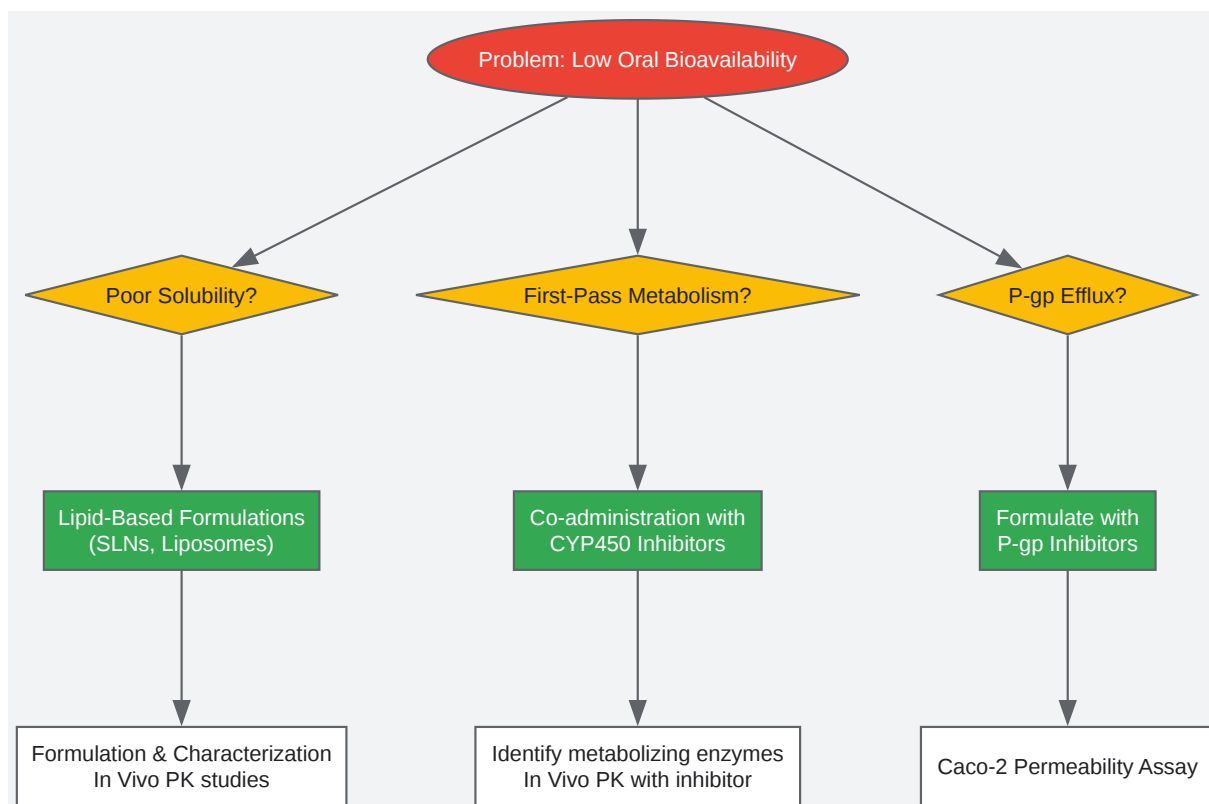 Problem: Low Oral Bioavailability
Poor Solubility?
First-Pass Metabolism?
P-gp Efflux?
Lipid-Based Formulations
(SLNs, Liposomes)
Co-administration with
CYP450 Inhibitors
Formulate with
P-gp Inhibitors
Formulation & Characterization
In Vivo PK studies
Identify metabolizing enzymes
In Vivo PK with inhibitor
Caco-2 Permeability Assay